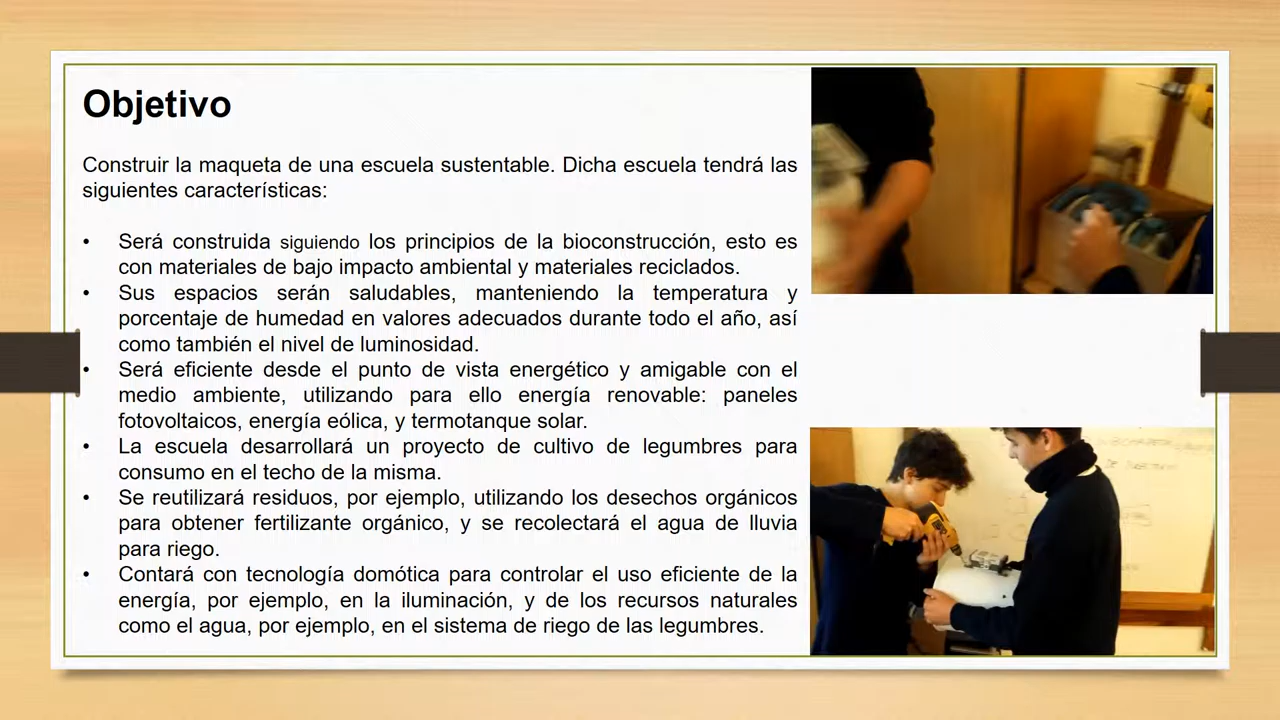 Objetivo
Construir la maqueta de una escuela sustentable. Dicha escuela tendrá las
siguientes características:
• Será construida siguiendo los principios de la bioconstrucción, esto es
con materiales de bajo impacto ambiental y materiales reciclados.
• Sus espacios serán saludables, manteniendo la temperatura y
porcentaje de humedad en valores adecuados durante todo el año, así
como también el nivel de luminosidad.
• Será eficiente desde el punto de vista energético y amigable con el
medio ambiente, utilizando para ello energía renovable: paneles
fotovoltaicos, energía eólica, y termotanque solar.
• La escuela desarrollará un proyecto de cultivo de legumbres para
consumo en el techo de la misma.
• Se reutilizará residuos, por ejemplo, utilizando los desechos orgánicos
para obtener fertilizante orgánico, y se recolectará el agua de lluvia
para riego.
• Contará con tecnología domótica para controlar el uso eficiente de la
energía, por ejemplo, en la iluminación, y de los recursos naturales
como el agua, por ejemplo, en el sistema de riego de las legumbres.